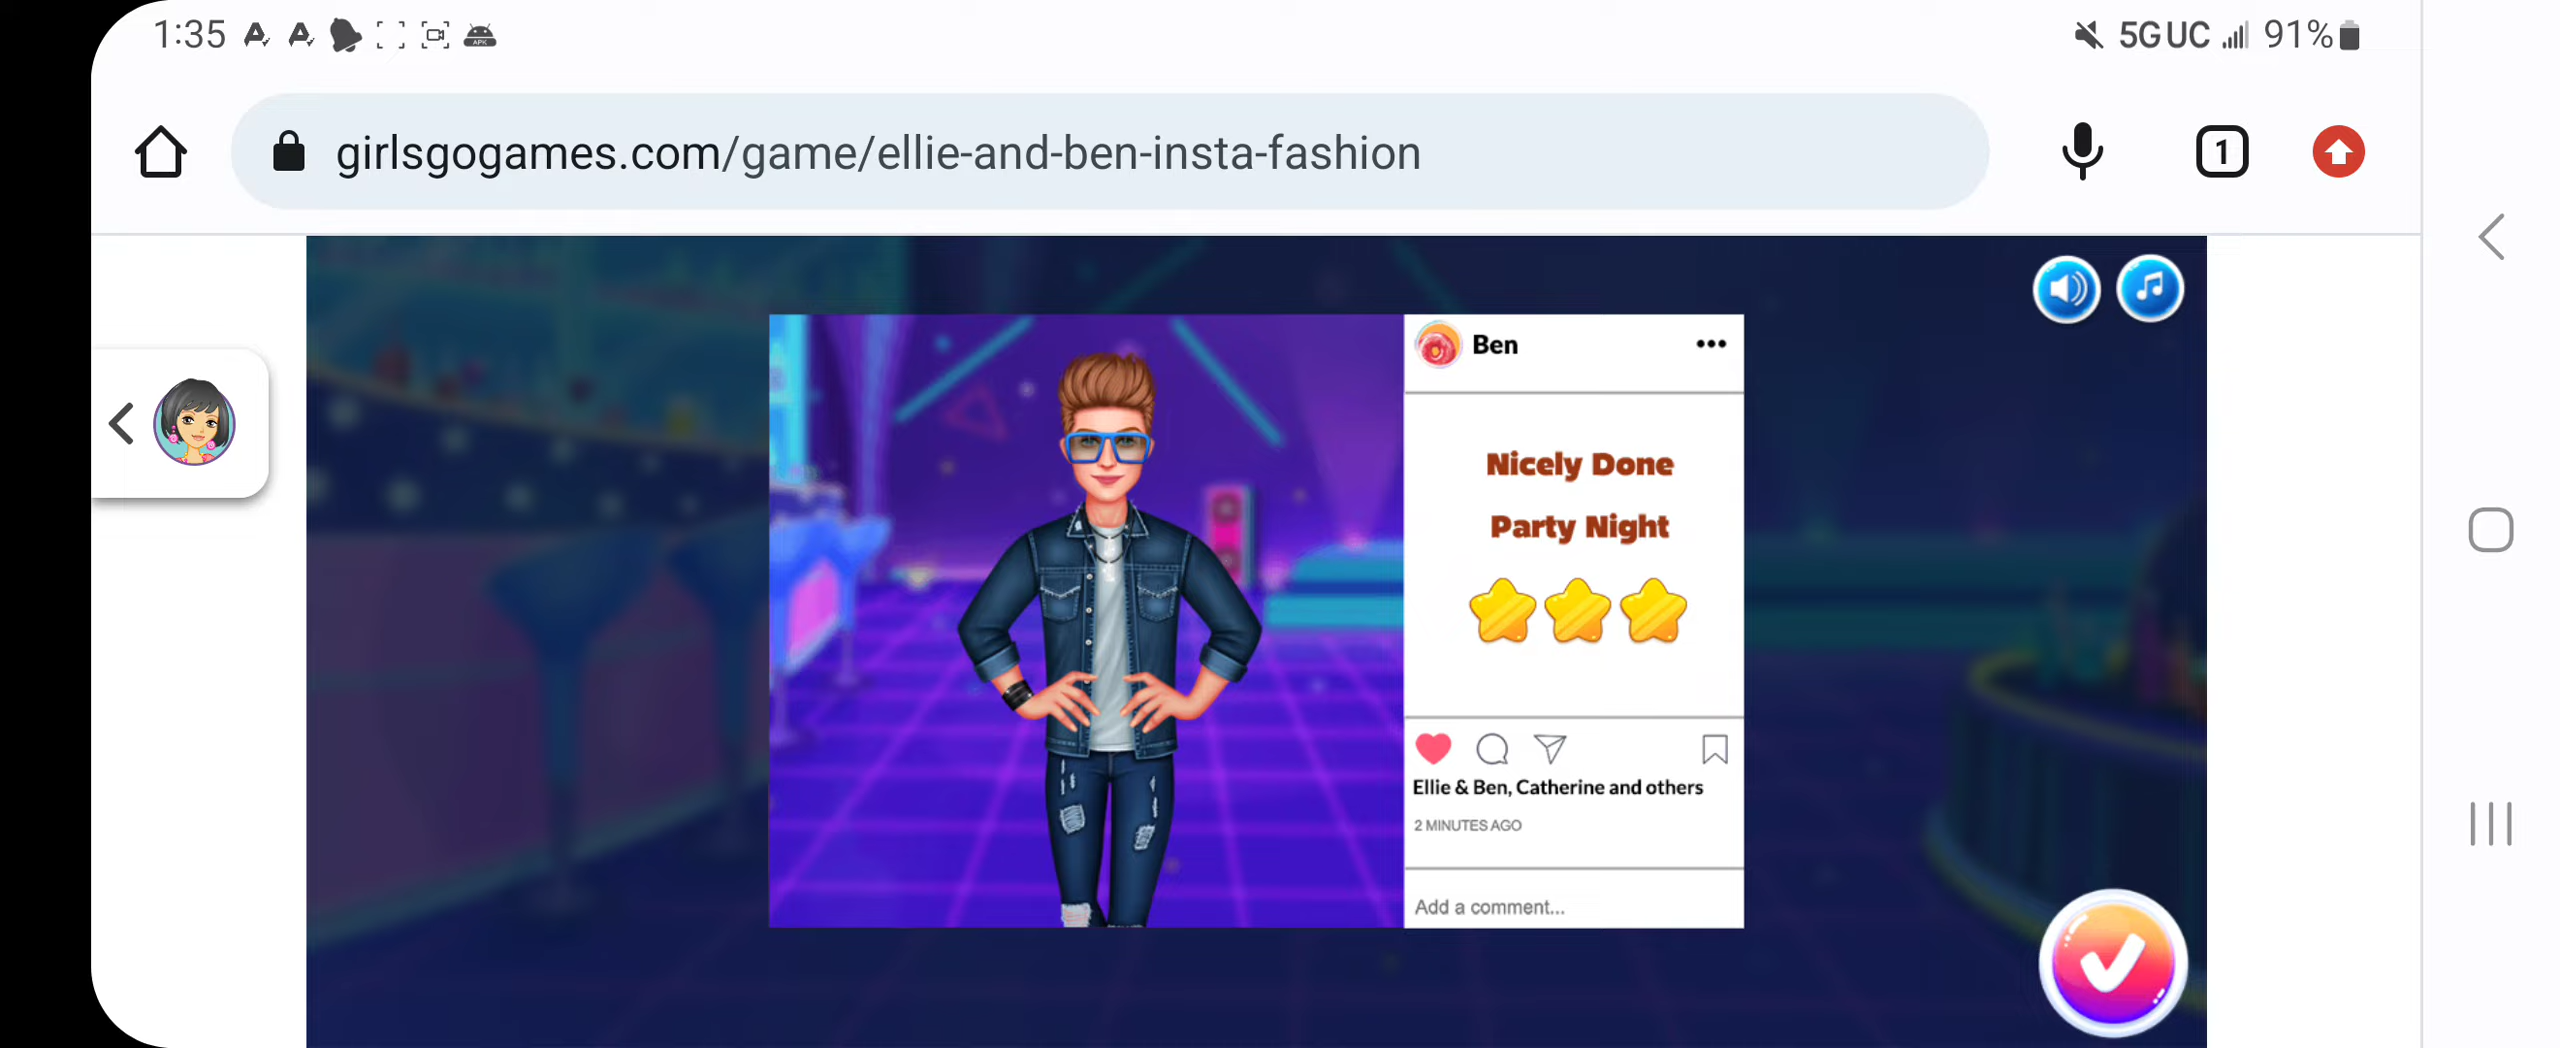 1:35
5G UC 91%
girlsgogames.com/game/ellie-and-ben-insta-fashion
1
Ben
Nicely Done
Party Night
Ellie & Ben, Catherine and others
2 MINUTES AGO
Add a comment...
APK